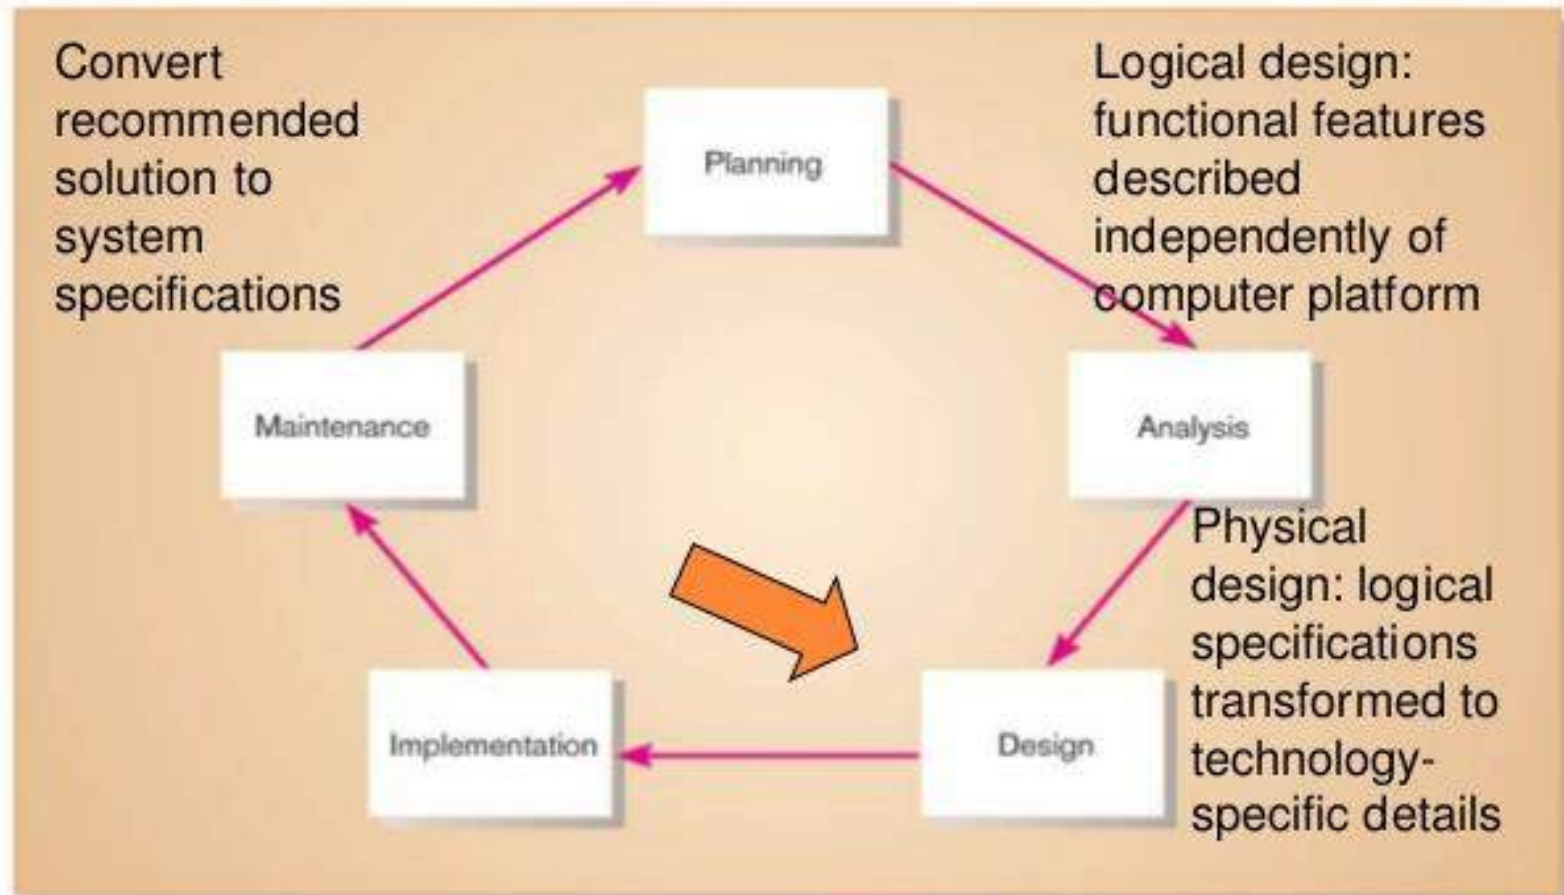 Convert
recommended
solution to
system
specifications
Planning
Logical design:
functional features
described
independently of
computer platform
Maintenance
Analysis
Physical
design: logical
specifications
transformed to
technology-
specific details
Implementation
Design